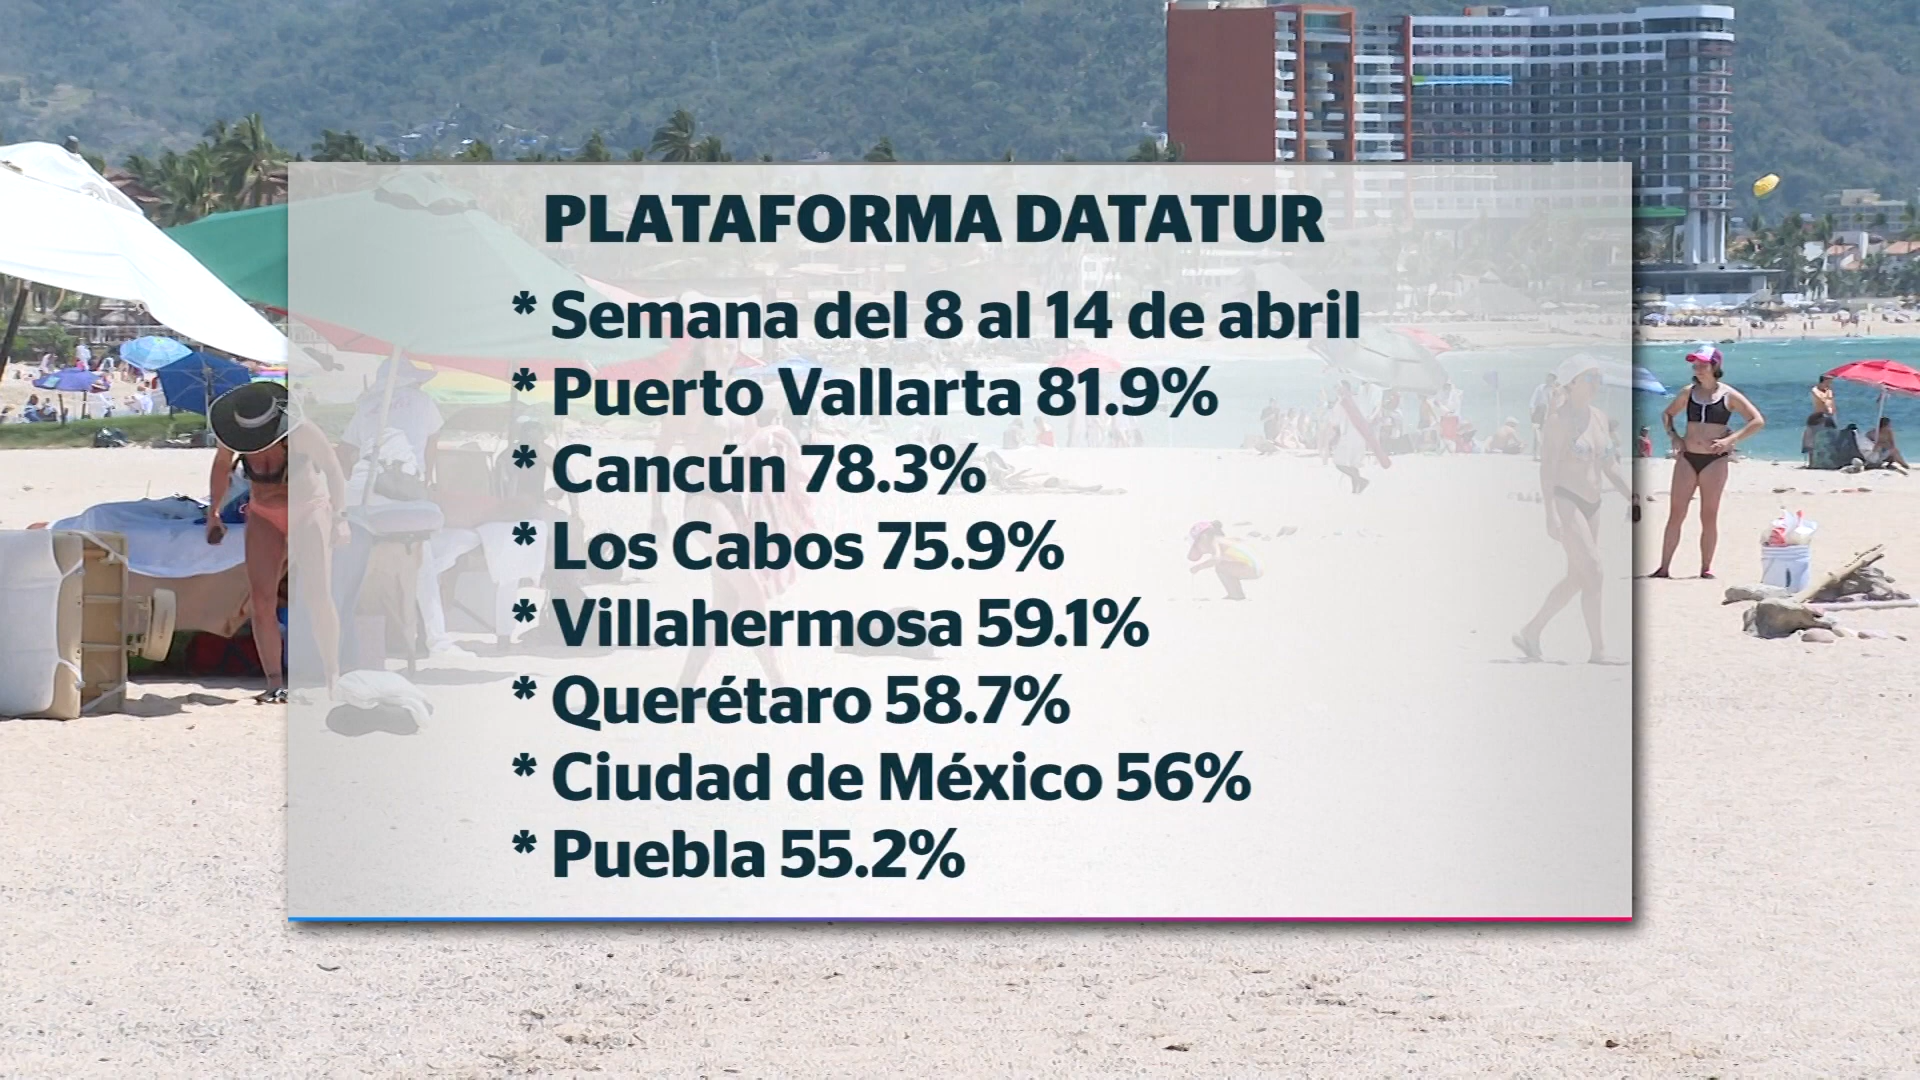 PLATAFORMA DATATUR
* Semana del 8 al 14 de abril
* Puerto Vallarta 81.9%
* Cancún 78.3%
* Los Cabos 75.9%
* Villahermosa 59.1%
* Querétaro 58.7%
* Ciudad de México 56%
* Puebla 55.2%